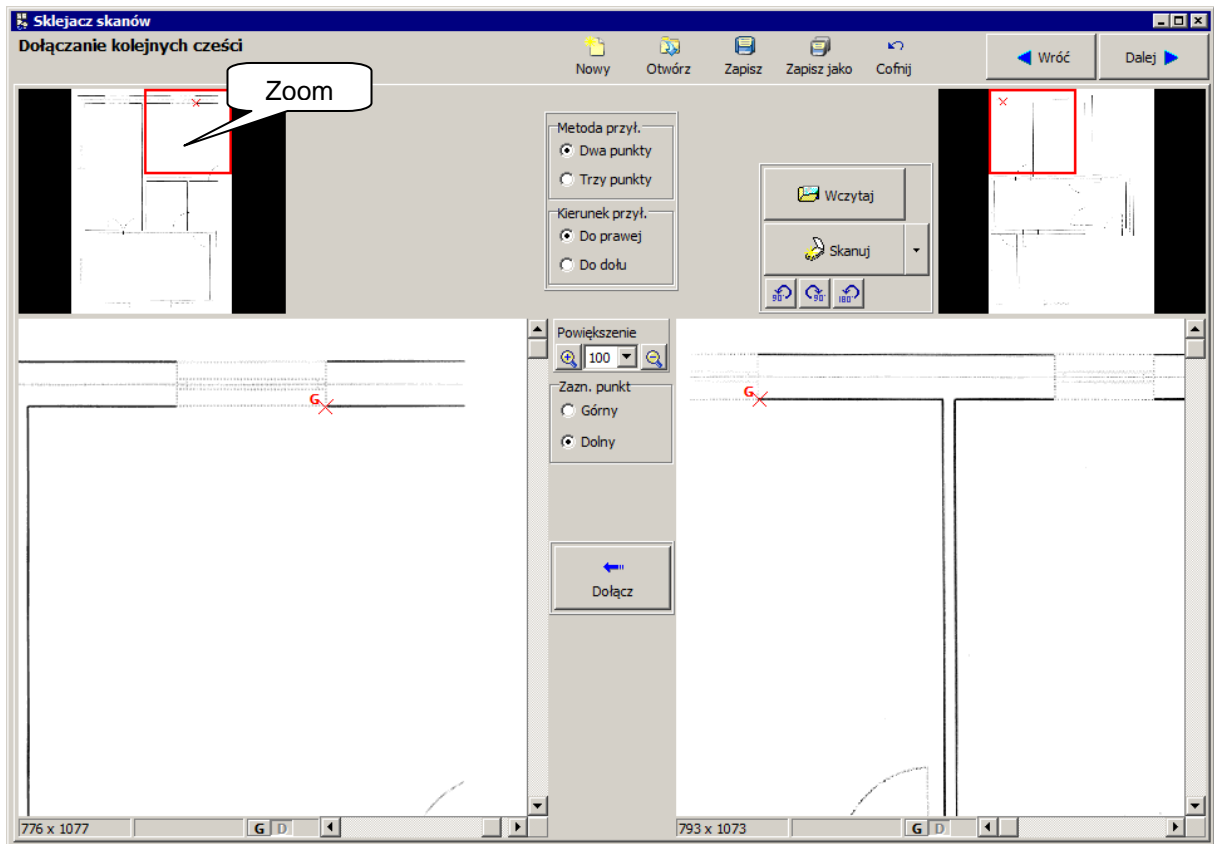 Sklejacz skanów
Dołączanie kolejnych cześci
Nowy
Otwórz
Zapisz
Zapisz jako
Cofnij
Wróć
Dalej
Zoom
Metoda przył.
Dwa punkty
Trzy punkty
Kierunek przył.
Do prawej
Do dołu
Wczytaj
Skanuj
90°
90°
180°
Powiększenie
100
Zazn. punkt
Górny
Dolny
Dołącz
G
G
776 x 1077
G D
793 x 1073
G D